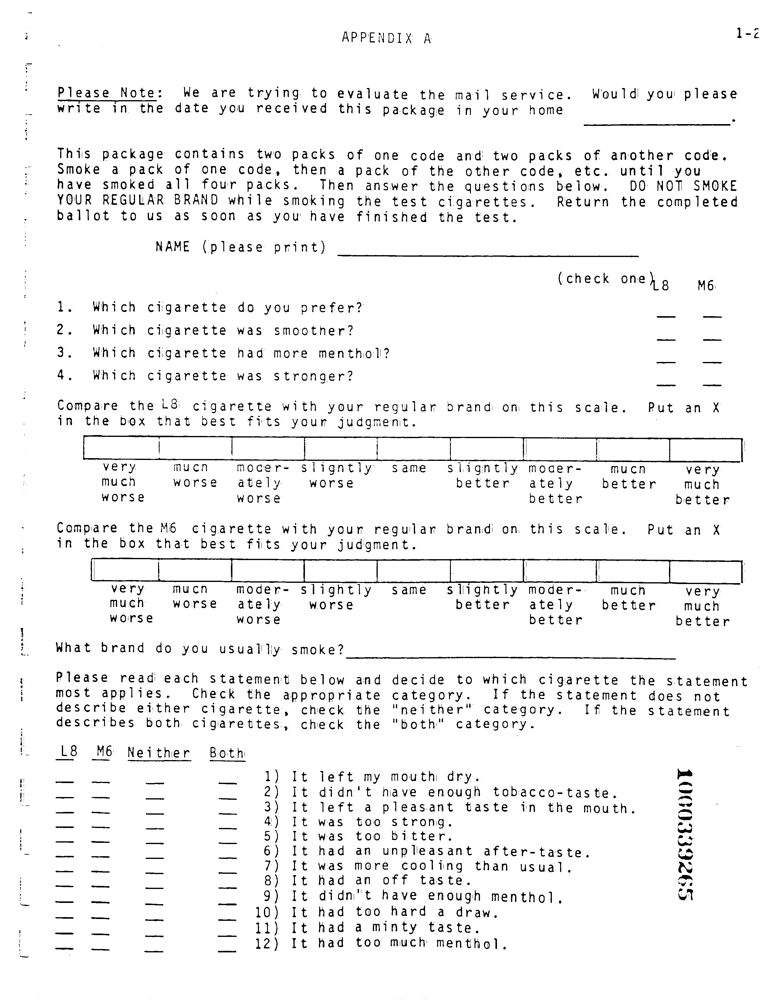 APPENDIX A
1-2
Please Note: We are trying to evaluate the mail service. Would you please
write in the date you received this package in your home ____________.
This package contains two packs of one code and two packs of another code.
Smoke a pack of one code, then a pack of the other code, etc. until you
have smoked all four packs. Then answer the questions below. DO NOT SMOKE
YOUR REGULAR BRAND while smoking the test cigarettes. Return the completed
ballot to us as soon as you have finished the test.
NAME (please print) ____________
(check one) L8 M6
1. Which cigarette do you prefer? __ __
2. Which cigarette was smoother? __ __
3. Which cigarette had more menthol? __ __
4. Which cigarette was stronger? __ __
Compare the L8 cigarette with your regular brand on this scale. Put an X
in the box that best fits your judgment.
very much moder- slightly same slightly moder- much very
much worse ately worse better ately better much
worse worse better better
Compare the M6 cigarette with your regular brand on this scale. Put an X
in the box that best fits your judgment.
very much moder- slightly same slightly moder- much very
much worse ately worse better ately better much
worse worse better better
What brand do you usually smoke? ____________
Please read each statement below and decide to which cigarette the statement
most applies. Check the appropriate category. If the statement does not
describe either cigarette, check the "neither" category. If the statement
describes both cigarettes, check the "both" category.
L8 M6 Neither Both
__ __ __ __ 1) It left my mouth dry.
__ __ __ __ 2) It didn't have enough tobacco-taste.
__ __ __ __ 3) It left a pleasant taste in the mouth.
__ __ __ __ 4) It was too strong.
__ __ __ __ 5) It was too bitter.
__ __ __ __ 6) It had an unpleasant after-taste.
__ __ __ __ 7) It was more cooling than usual.
__ __ __ __ 8) It had an off taste.
__ __ __ __ 9) It didn't have enough menthol.
__ __ __ __ 10) It had too hard a draw.
__ __ __ __ 11) It had a minty taste.
__ __ __ __ 12) It had too much menthol.
1000339265